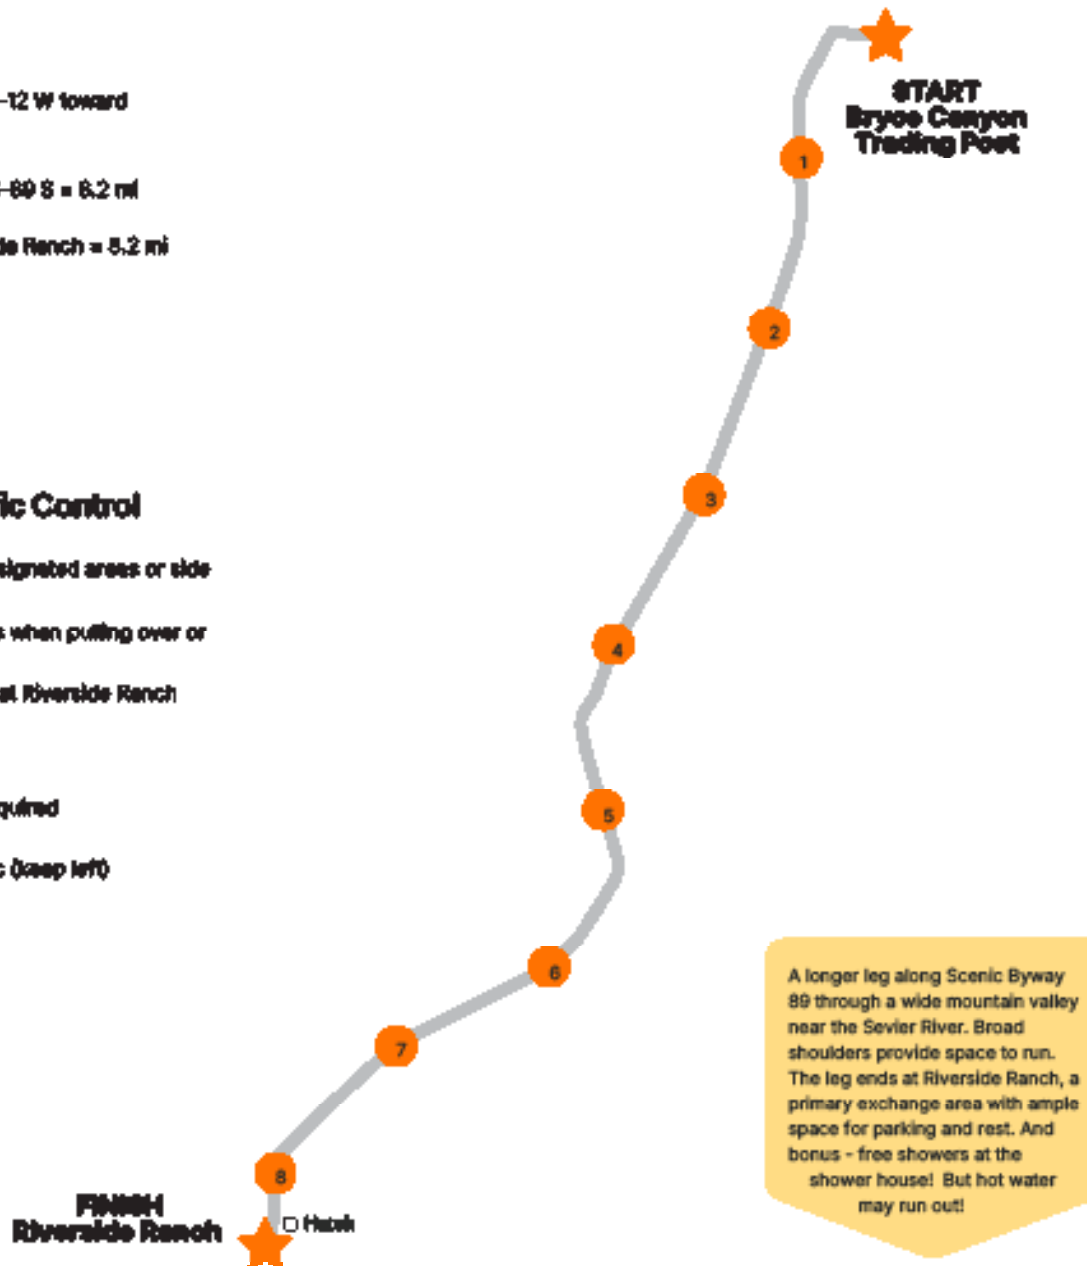 -12 W toward
-89 S = 8.2 mi
Ranch = 8.2 mi
ic Control
signated areas or side
s when pulling over or
at Riverside Ranch
quired
(keep left)
START
Bryce Canyon
Trading Post
1
2
3
4
5
6
7
8
FINISH
Riverside Ranch
Hatch
A longer leg along Scenic Byway
89 through a wide mountain valley
near the Sevier River. Broad
shoulders provide space to run.
The leg ends at Riverside Ranch, a
primary exchange area with ample
space for parking and rest. And
bonus - free showers at the
shower house! But hot water
may run out!